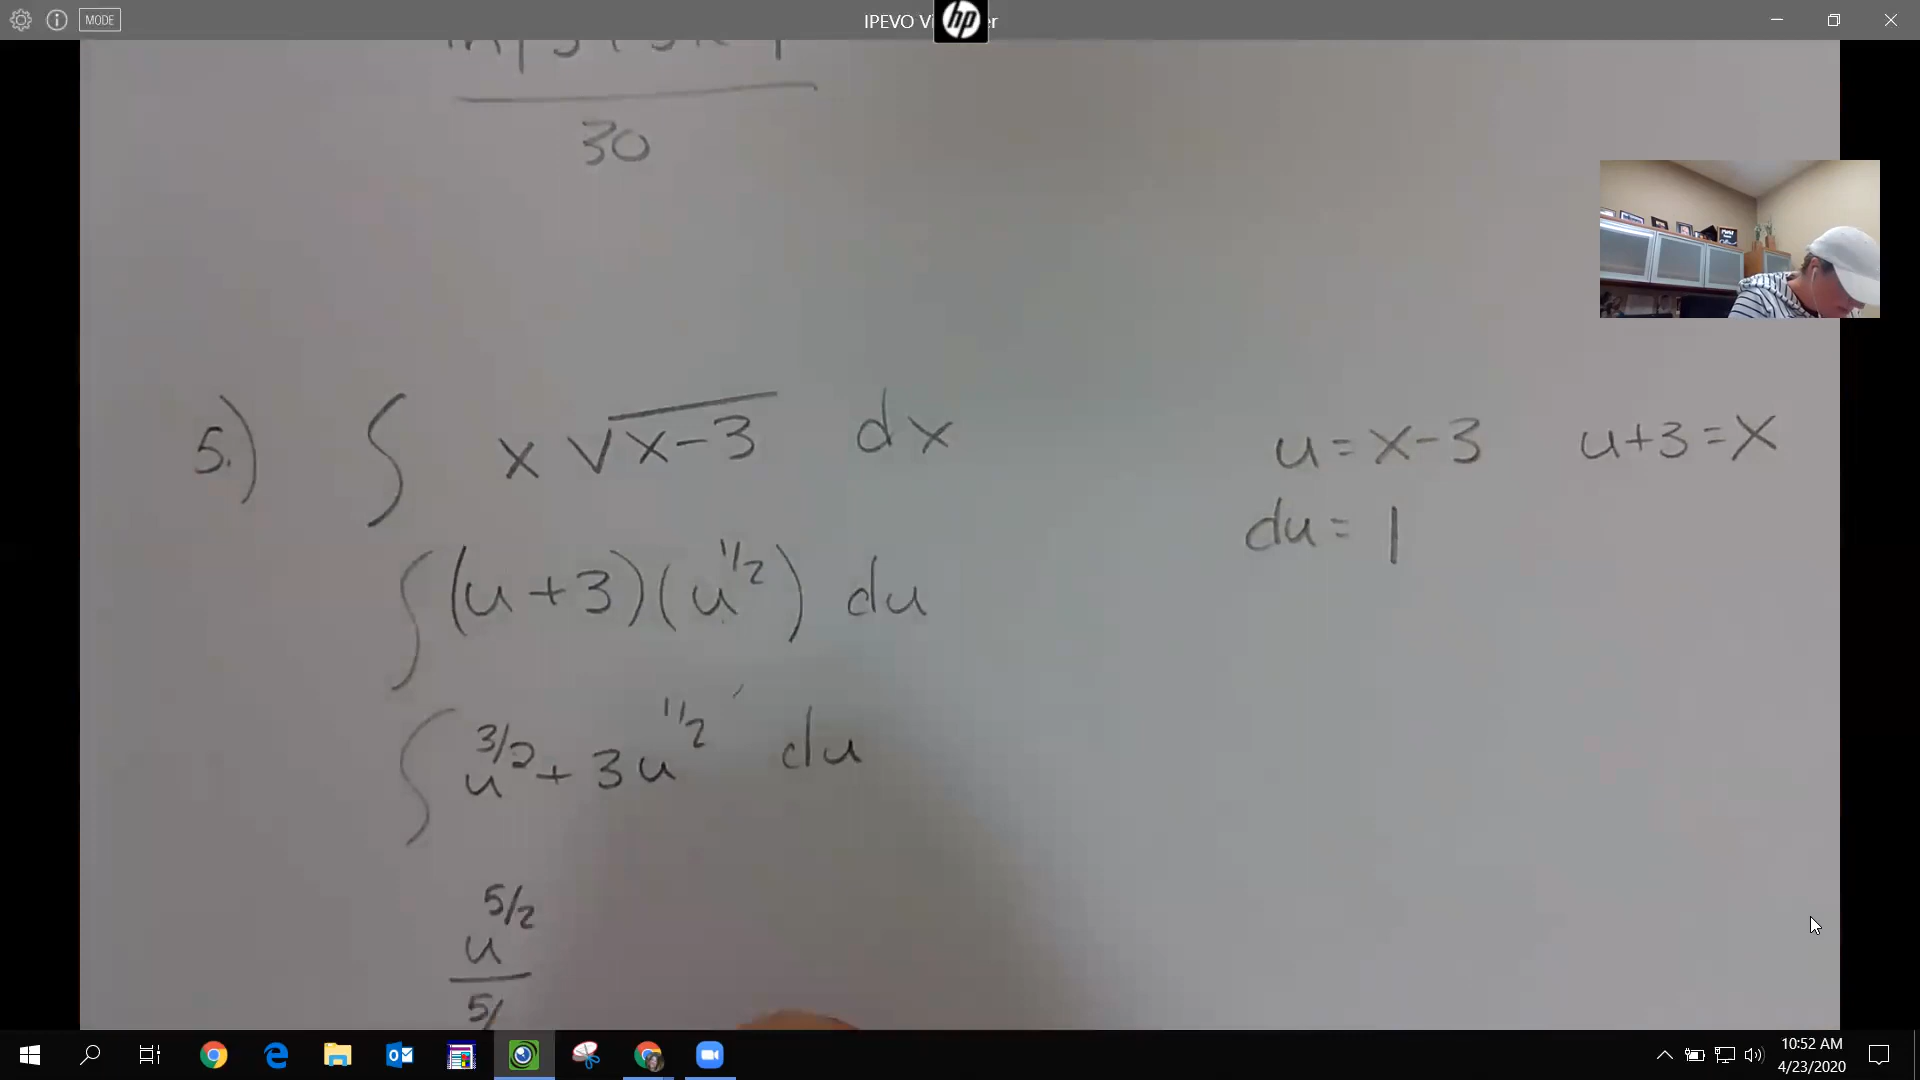 MODE
hp
30
5.) ∫ x √x-3 dx u = x-3 u+3 = x
du = 1
∫ (u+3)(u^1/2) du
∫ u^3/2 + 3u^1/2 du
u^5/2
5/
10:52 AM
4/23/2020